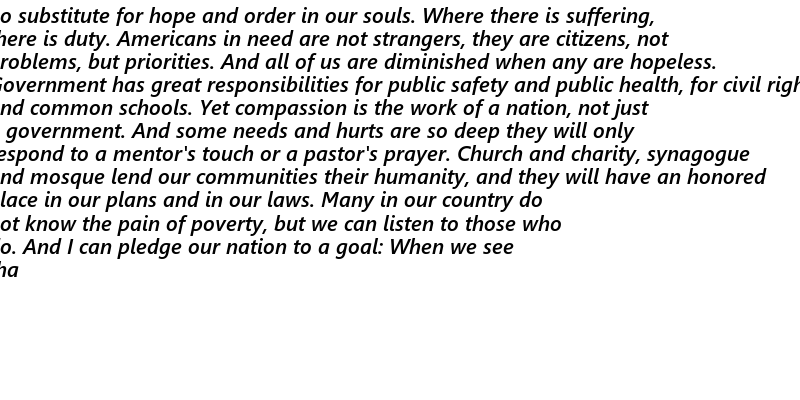 o substitute for hope and order in our souls. Where there is suffering,
here is duty. Americans in need are not strangers, they are citizens, not
roblems, but priorities. And all of us are diminished when any are hopeless.
Government has great responsibilities for public safety and public health, for civil righ
nd common schools. Yet compassion is the work of a nation, not just
government. And some needs and hurts are so deep they will only
espond to a mentor's touch or a pastor's prayer. Church and charity, synagogue
nd mosque lend our communities their humanity, and they will have an honored
lace in our plans and in our laws. Many in our country do
ot know the pain of poverty, but we can listen to those who
o. And I can pledge our nation to a goal: When we see
ha